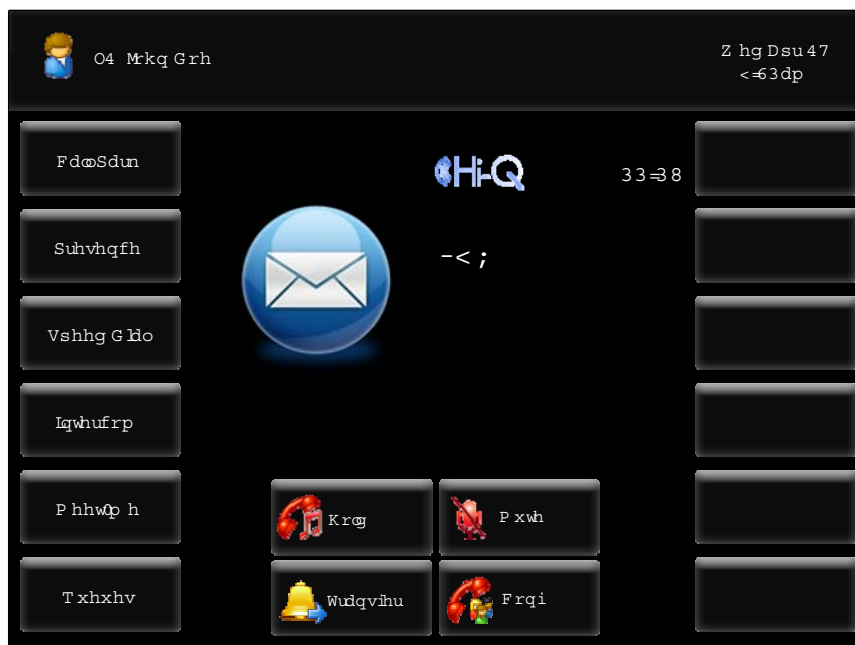 O4 Mrkq Grh
Z hg Dsu 47
<=63dp
FdooSdun
Hi-Q
33=38
Suhvhqfh
-<;
Vshhg Gldo
Lqwhufrp
Phhw0ph
Krog
Pxwh
Txhxhv
Wudqvihu
Frqi